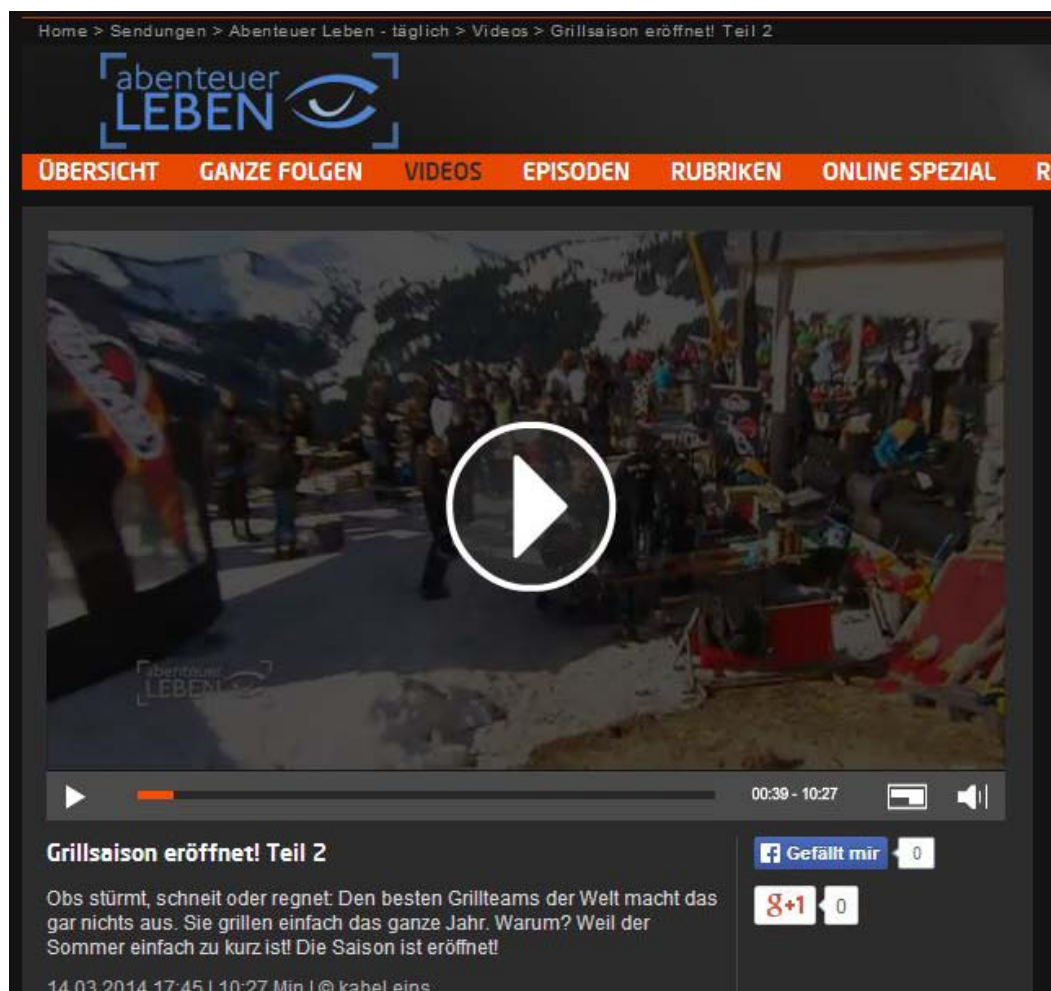 Home > Sendungen > Abenteuer Leben - täglich > Videos > Grillsaison eröffnet! Teil 2
abenteuer
LEBEN
ÜBERSICHT GANZE FOLGEN VIDEOS EPISODEN RUBRIKEN ONLINE SPEZIAL R
abenteuer
LEBEN
00:39 - 10:27
Grillsaison eröffnet! Teil 2
Gefällt mir 0
Obs stürmt, schneit oder regnet: Den besten Grillteams der Welt macht das
gar nichts aus. Sie grillen einfach das ganze Jahr. Warum? Weil der
Sommer einfach zu kurz ist! Die Saison ist eröffnet!
g+1 0
14.03.2014 17:45 | 10:27 Min | © kabel eins